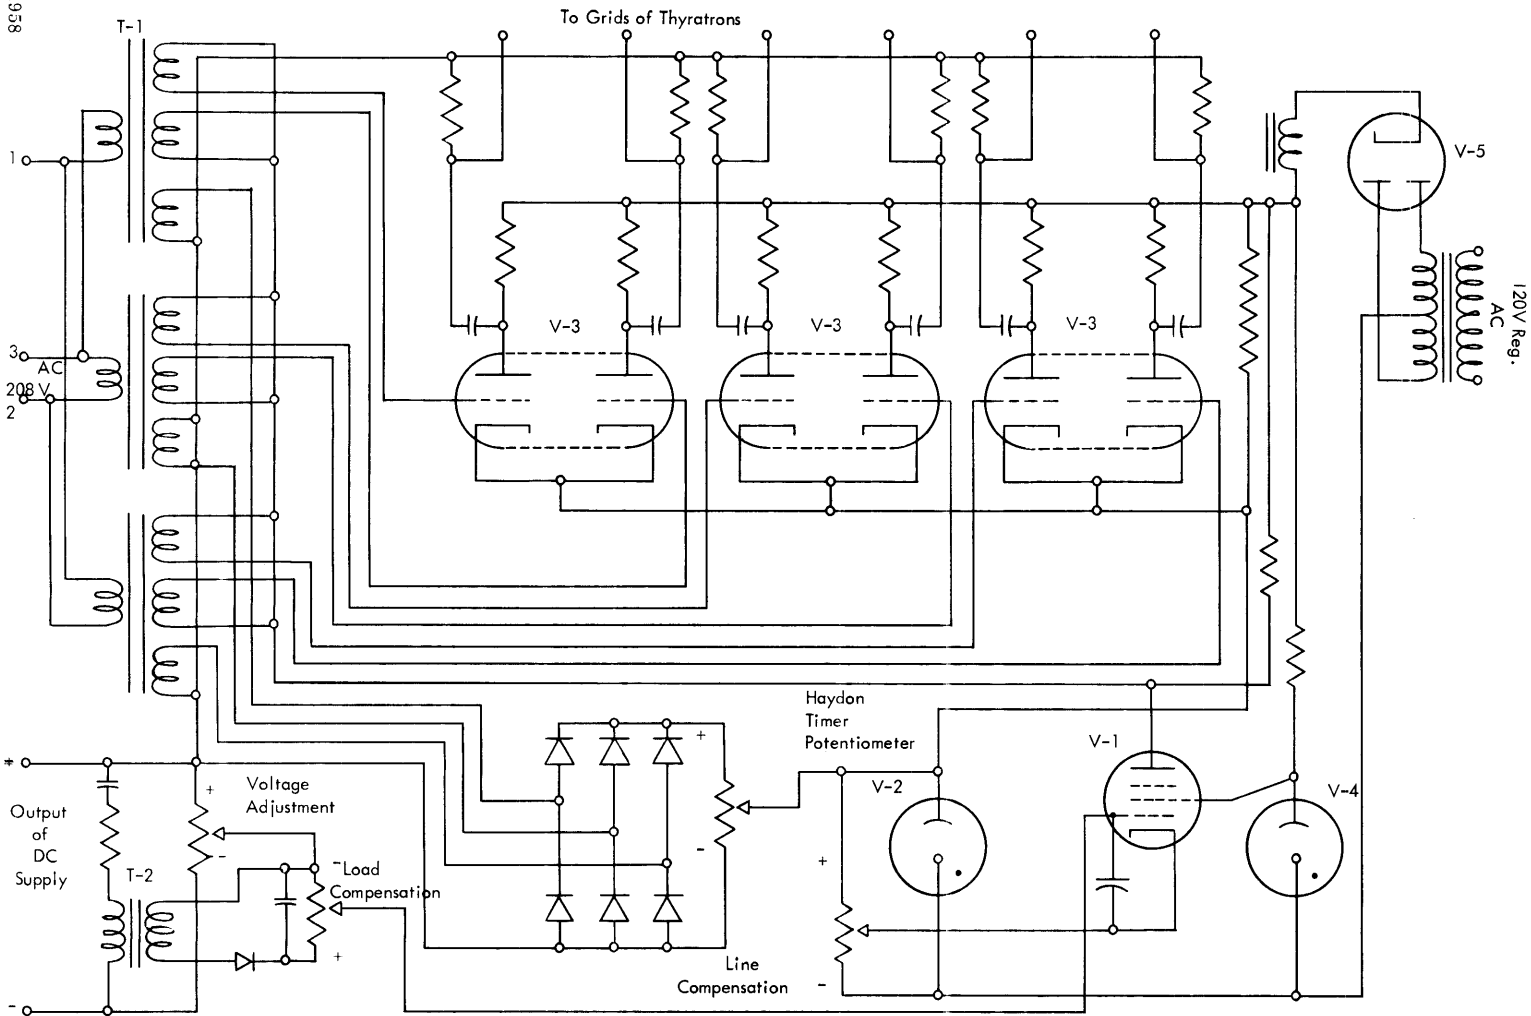 958
To Grids of Thyratrons
T-1
1
3
AC
208 V
2
V-3
V-3
V-3
V-5
120V Reg.
AC
Haydon
Timer
Potentiometer
V-1
V-2
V-4
+
Output
of
DC
Supply
-
+
Voltage
Adjustment
-
T-2
-
Load
Compensation
+
+
-
Line
Compensation
+
-